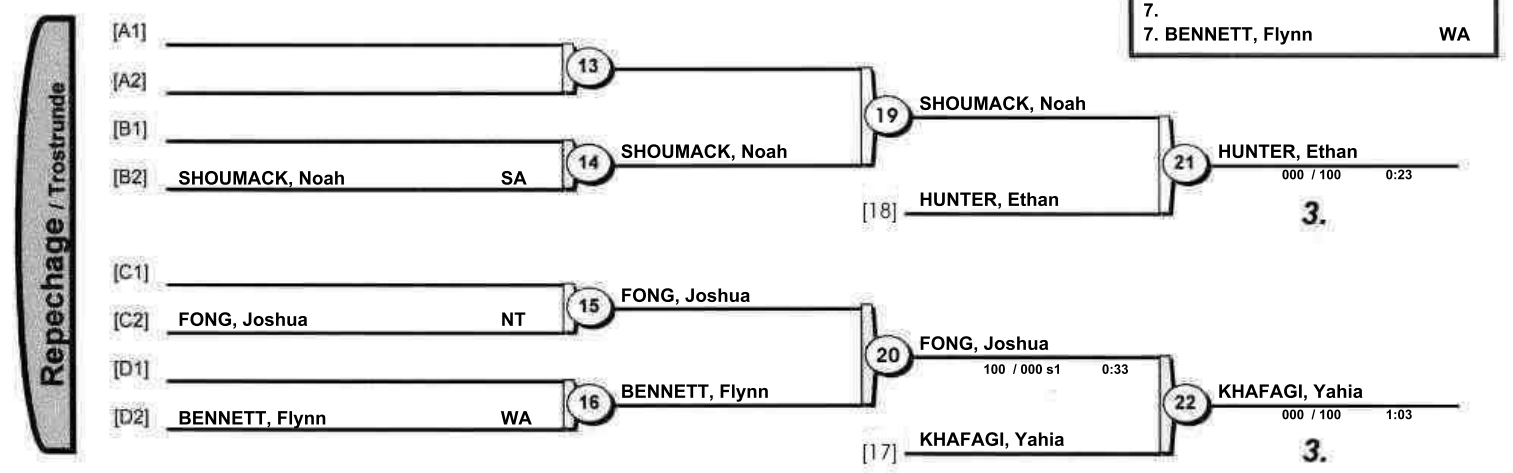 7.
7. BENNETT, Flynn WA
Repechage / Trostrunde
[A1]
13
[A2]
19 SHOUMACK, Noah
[B1]
14 SHOUMACK, Noah
21 HUNTER, Ethan
000 / 100 0:23
[B2] SHOUMACK, Noah SA
[18] HUNTER, Ethan
3.
[C1]
15 FONG, Joshua
[C2] FONG, Joshua NT
20 FONG, Joshua
100 / 000 s1 0:33
[D1]
16 BENNETT, Flynn
22 KHAFAGI, Yahia
000 / 100 1:03
[D2] BENNETT, Flynn WA
[17] KHAFAGI, Yahia
3.